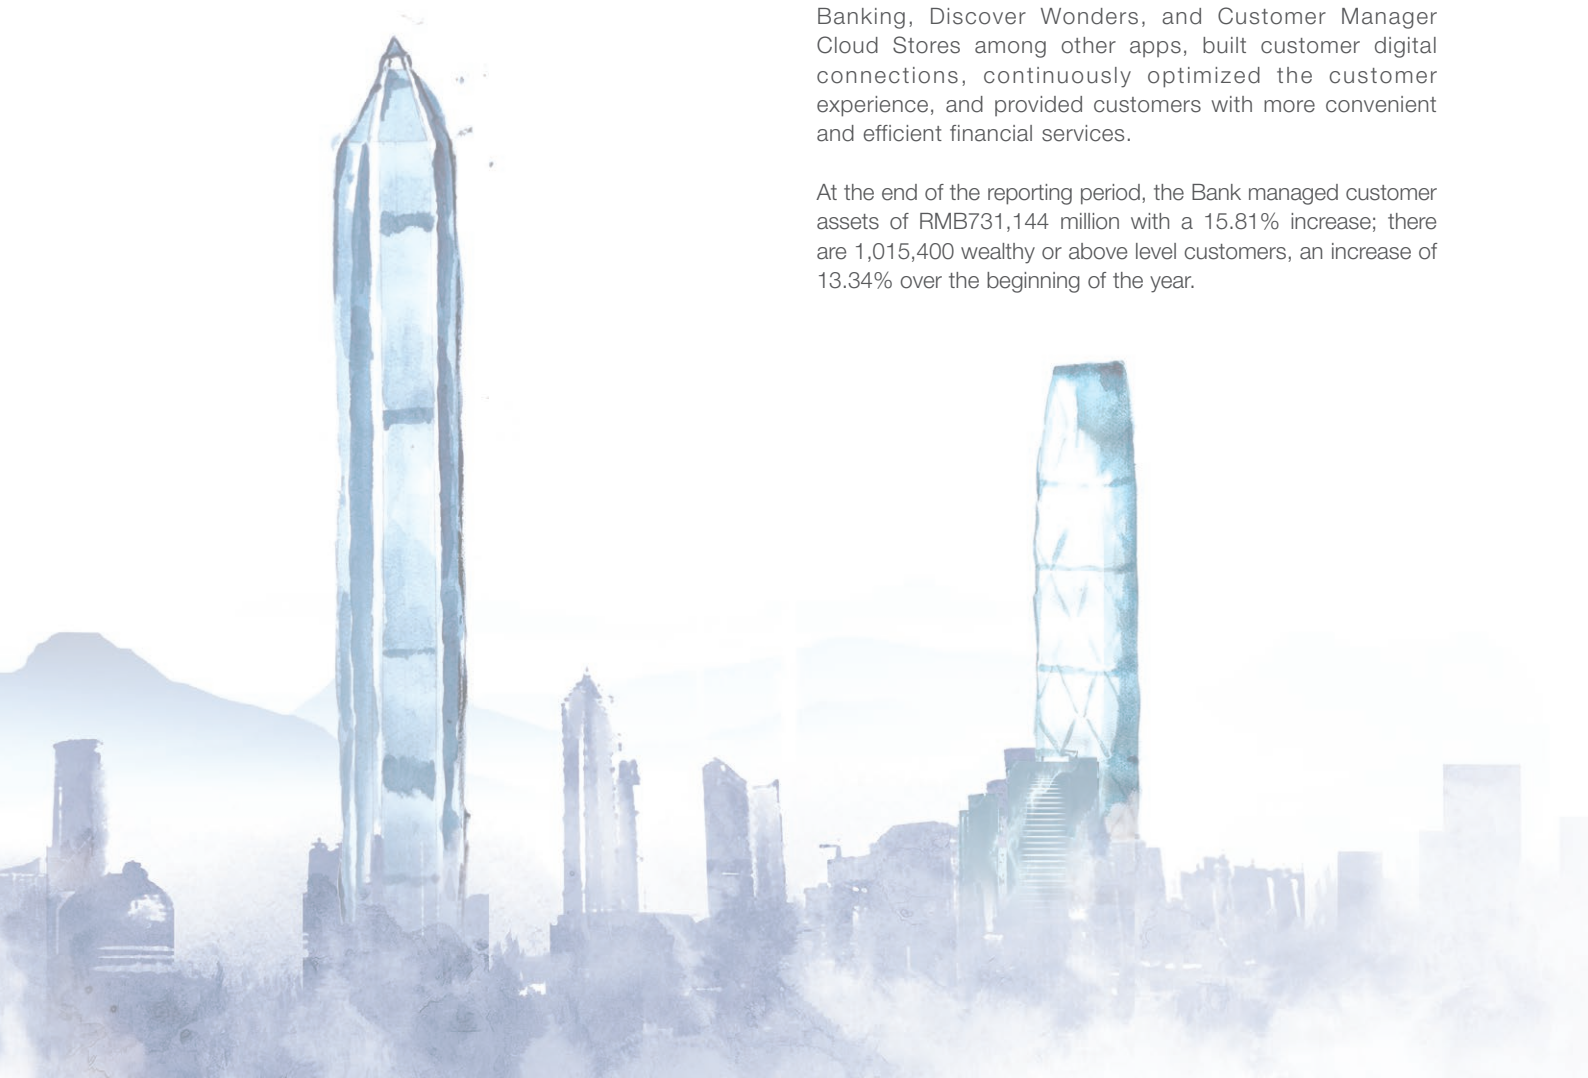 Banking, Discover Wonders, and Customer Manager
Cloud Stores among other apps, built customer digital
connections, continuously optimized the customer
experience, and provided customers with more convenient
and efficient financial services.
At the end of the reporting period, the Bank managed customer
assets of RMB731,144 million with a 15.81% increase; there
are 1,015,400 wealthy or above level customers, an increase of
13.34% over the beginning of the year.